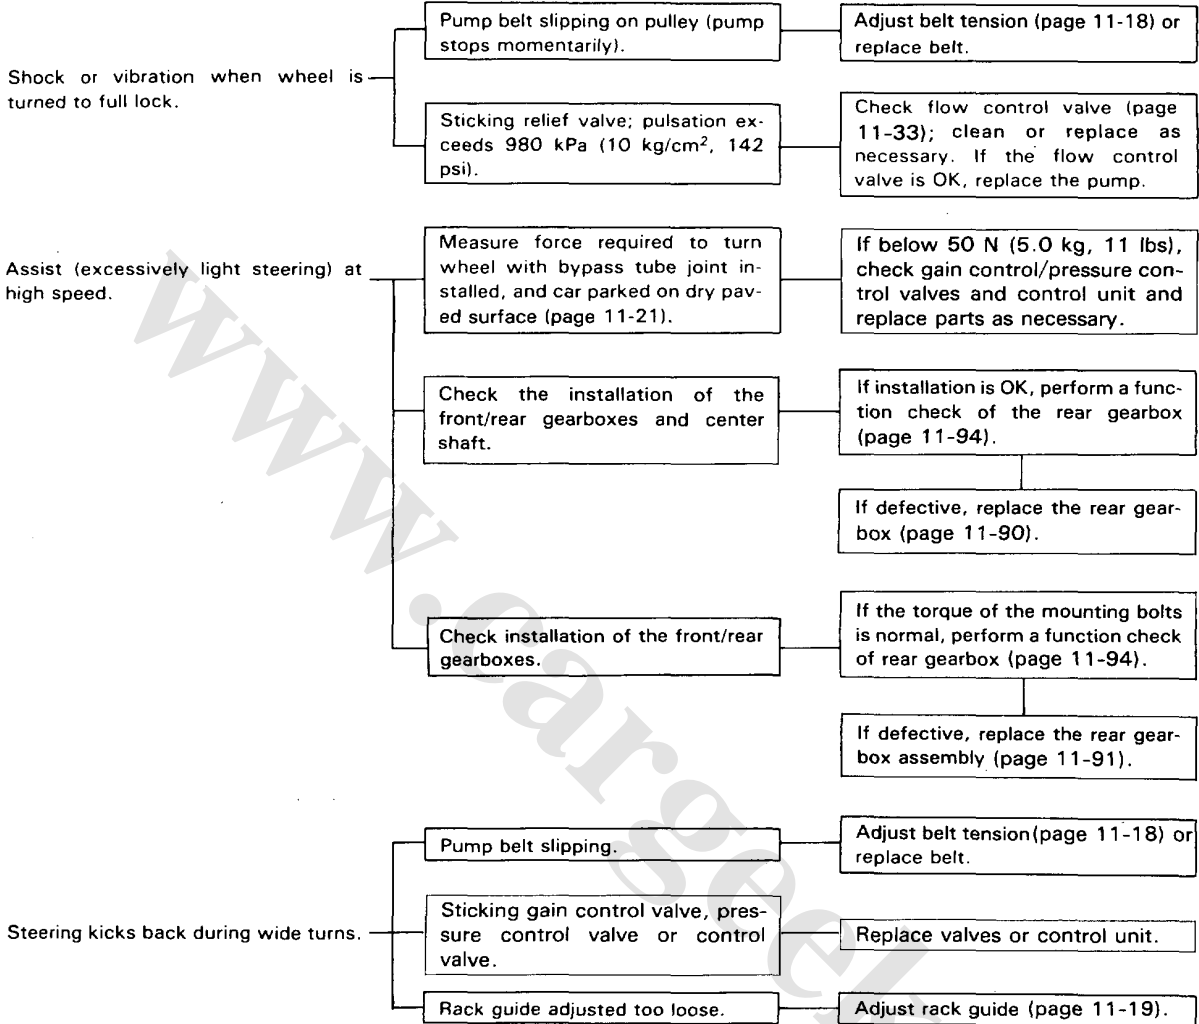 Shock or vibration when wheel is
turned to full lock.
Pump belt slipping on pulley (pump
stops momentarily).
Adjust belt tension (page 11-18) or
replace belt.
Sticking relief valve; pulsation ex-
ceeds 980 kPa (10 kg/cm², 142
psi).
Check flow control valve (page
11-33); clean or replace as
necessary. If the flow control
valve is OK, replace the pump.
Assist (excessively light steering) at
high speed.
Measure force required to turn
wheel with bypass tube joint in-
stalled, and car parked on dry pav-
ed surface (page 11-21).
If below 50 N (5.0 kg, 11 lbs),
check gain control/pressure con-
trol valves and control unit and
replace parts as necessary.
Check the installation of the
front/rear gearboxes and center
shaft.
If installation is OK, perform a func-
tion check of the rear gearbox
(page 11-94).
If defective, replace the rear gear-
box (page 11-90).
Check installation of the front/rear
gearboxes.
If the torque of the mounting bolts
is normal, perform a function check
of rear gearbox (page 11-94).
If defective, replace the rear gear-
box assembly (page 11-91).
Steering kicks back during wide turns.
Pump belt slipping.
Adjust belt tension(page 11-18) or
replace belt.
Sticking gain control valve, pres-
sure control valve or control
valve.
Replace valves or control unit.
Rack guide adjusted too loose.
Adjust rack guide (page 11-19).
www.cargeek